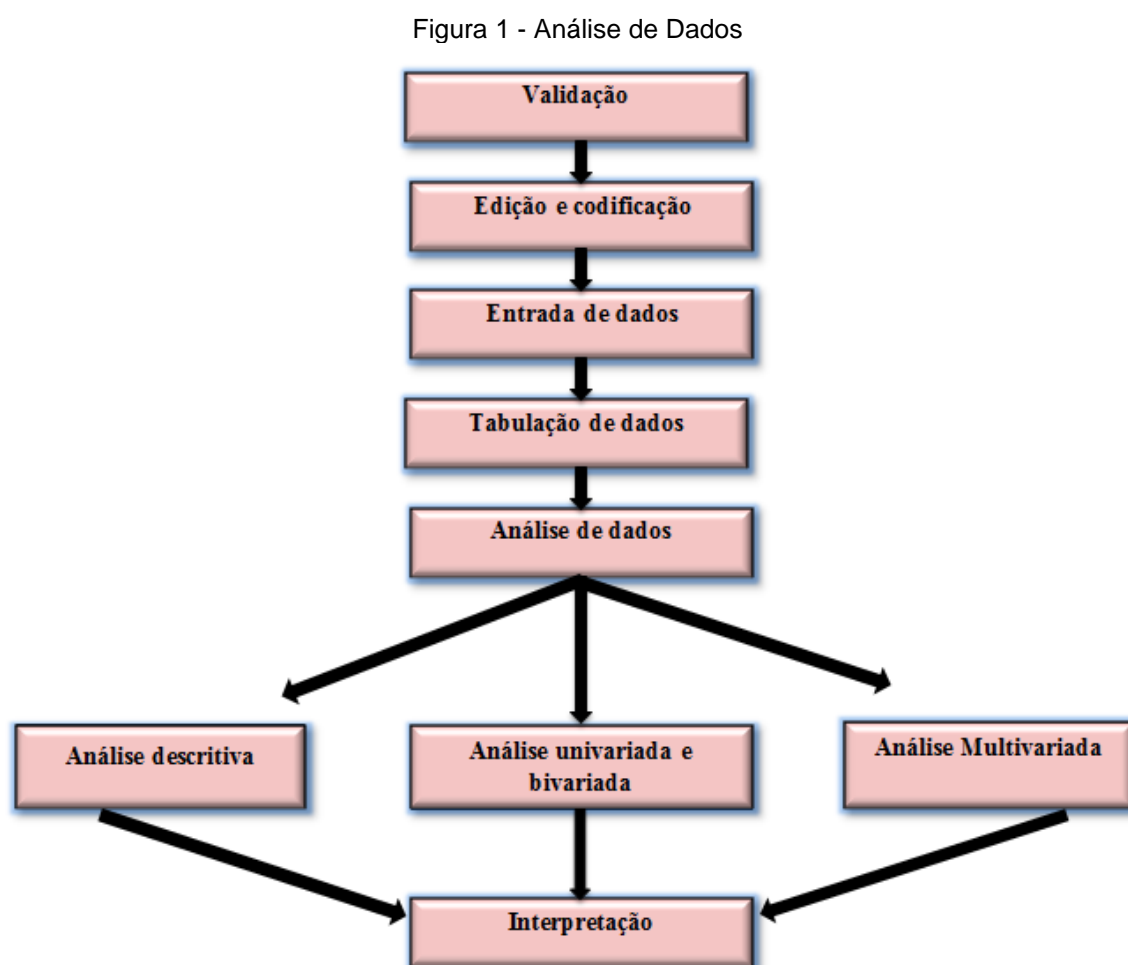 Figura 1 - Análise de Dados
Validação
Edição e codificação
Entrada de dados
Tabulação de dados
Análise de dados
Análise descritiva
Análise univariada e
bivariada
Análise Multivariada
Interpretação